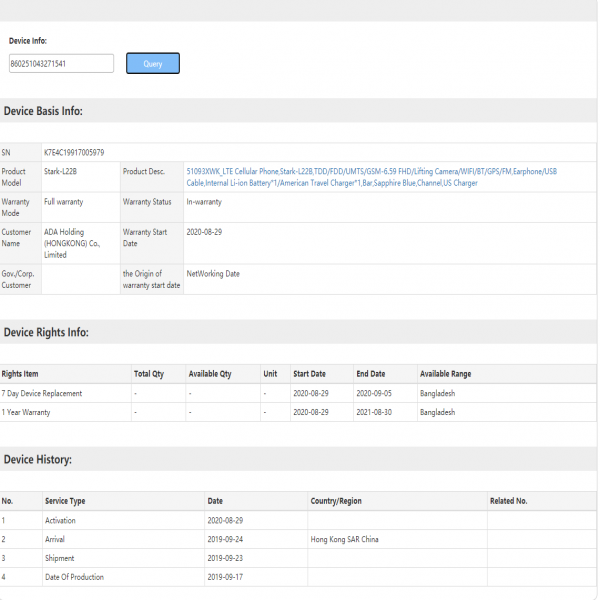 Device Info:
860251043271541
Query
Device Basis Info:
SN K7E4C19917005979
Product Model Stark-L22B Product Desc. 51093XWK_LTE Cellular Phone,Stark-L22B,TDD/FDD/UMTS/GSM-6.59 FHD/Lifting Camera/WIFI/BT/GPS/FM,Earphone/USB
Cable,Internal Li-ion Battery*1/American Travel Charger*1,Bar,Sapphire Blue,Channel,US Charger
Warranty Mode Full warranty Warranty Status In-warranty
Customer Name ADA Holding (HONGKONG) Co., Limited Warranty Start Date 2020-08-29
Gov./Corp. Customer the Origin of warranty start date NetWorking Date
Device Rights Info:
Rights Item Total Qty Available Qty Unit Start Date End Date Available Range
7 Day Device Replacement - - - 2020-08-29 2020-09-05 Bangladesh
1 Year Warranty - - - 2020-08-29 2021-08-30 Bangladesh
Device History:
No. Service Type Date Country/Region Related No.
1 Activation 2020-08-29
2 Arrival 2019-09-24 Hong Kong SAR China
3 Shipment 2019-09-23
4 Date Of Production 2019-09-17